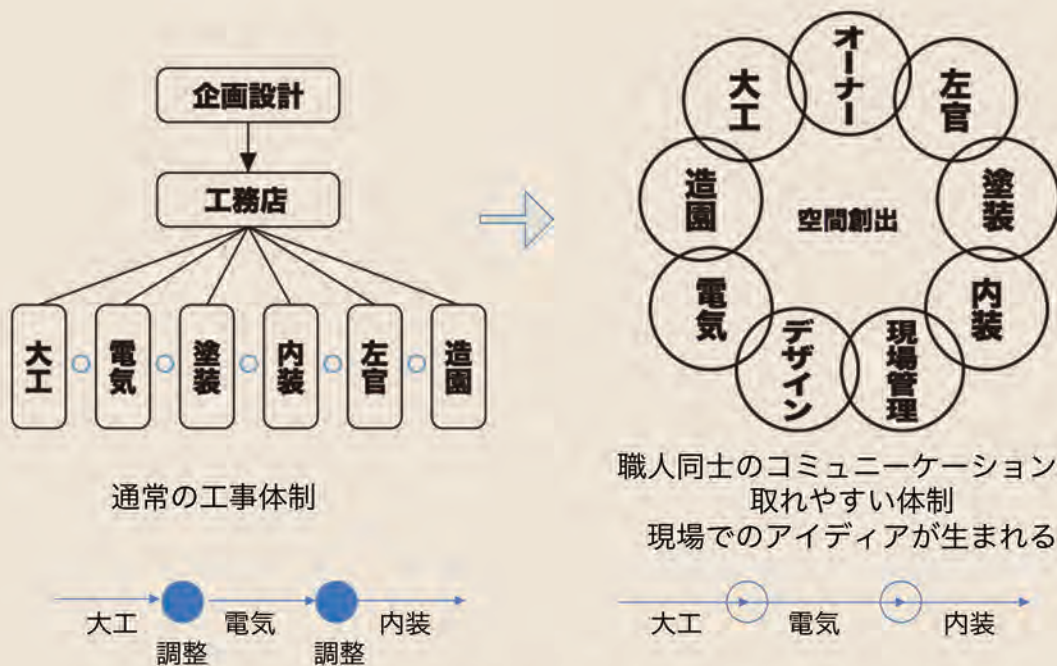 企画設計
工務店
大工
電気
塗装
内装
左官
造園
通常の工事体制
大工
電気
内装
調整
調整
オーナー
左官
塗装
内装
現場管理
デザイン
電気
造園
大工
空間創出
職人同士のコミュニーケーション
取れやすい体制
現場でのアイディアが生まれる
大工
電気
内装